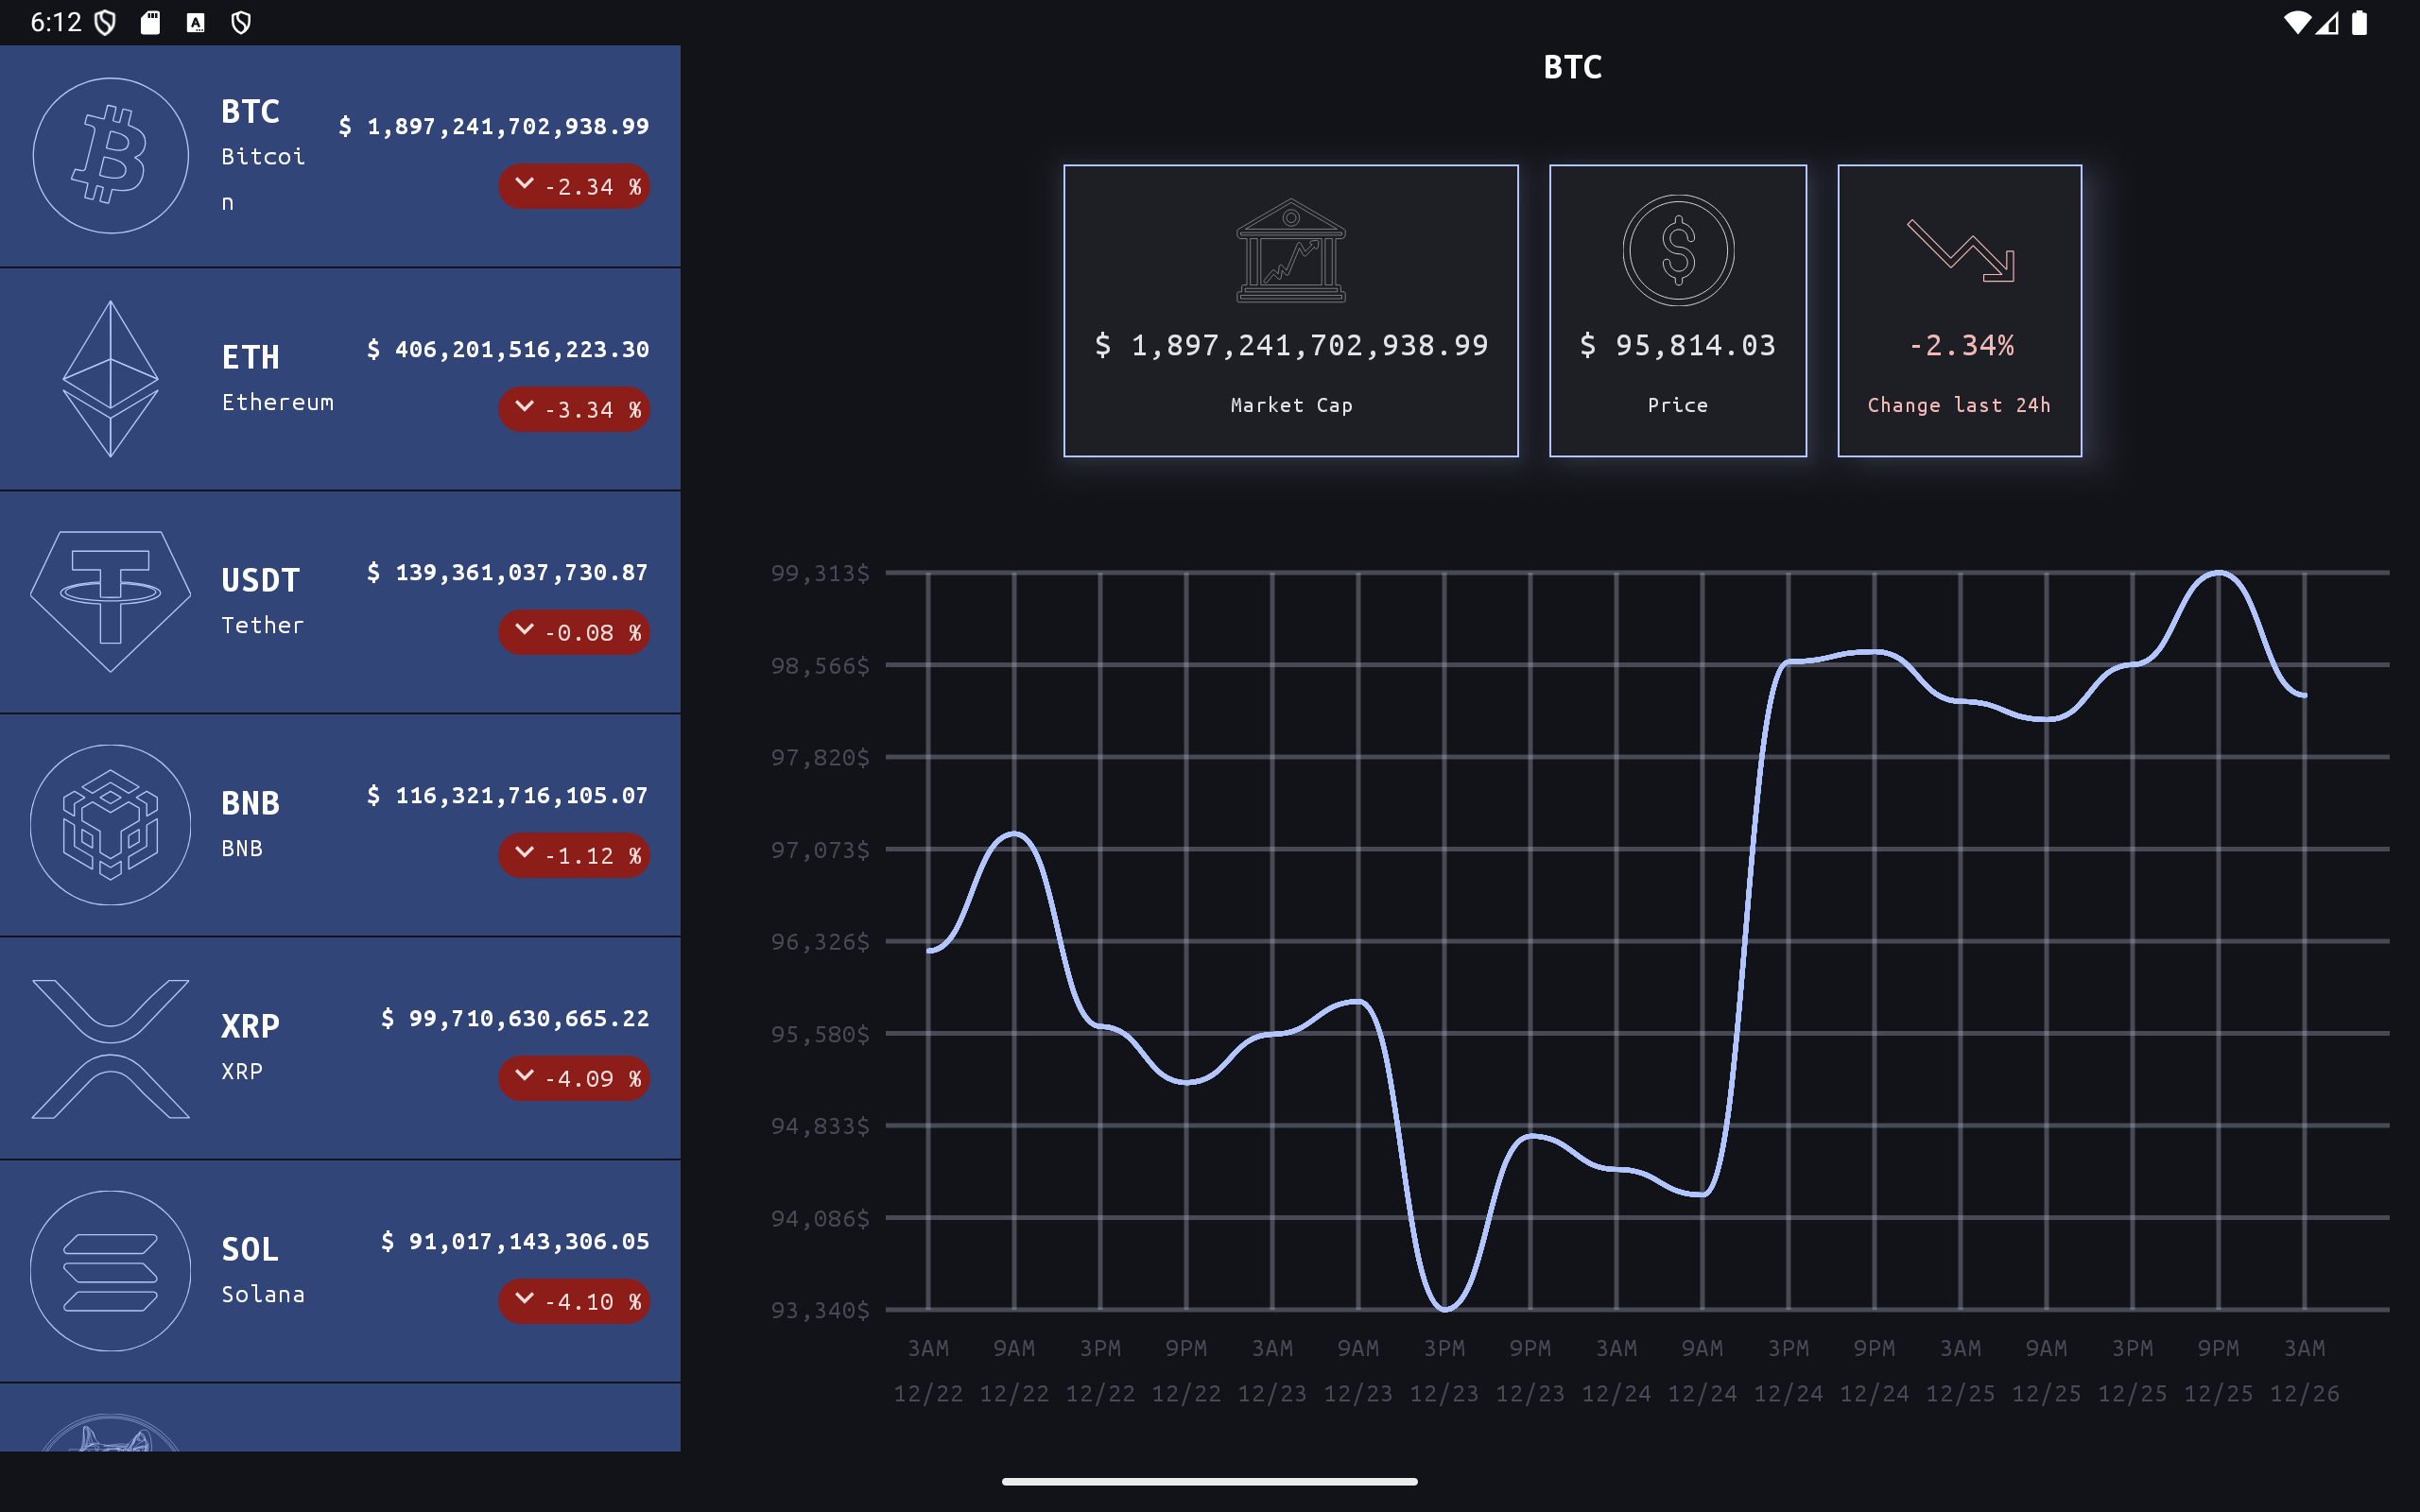 6:12
BTC
Bitcoi
n
$ 1,897,241,702,938.99
-2.34 %
ETH
Ethereum
$ 406,201,516,223.30
-3.34 %
USDT
Tether
$ 139,361,037,730.87
-0.08 %
BNB
BNB
$ 116,321,716,105.07
-1.12 %
XRP
XRP
$ 99,710,630,665.22
-4.09 %
SOL
Solana
$ 91,017,143,306.05
-4.10 %
BTC
$ 1,897,241,702,938.99
Market Cap
$ 95,814.03
Price
-2.34%
Change last 24h
99,313$
98,566$
97,820$
97,073$
96,326$
95,580$
94,833$
94,086$
93,340$
3AM 9AM 3PM 9PM 3AM 9AM 3PM 9PM 3AM 9AM 3PM 9PM 3AM 9AM 3PM 9PM 3AM
12/22 12/22 12/22 12/22 12/23 12/23 12/23 12/23 12/24 12/24 12/24 12/24 12/25 12/25 12/25 12/25 12/26